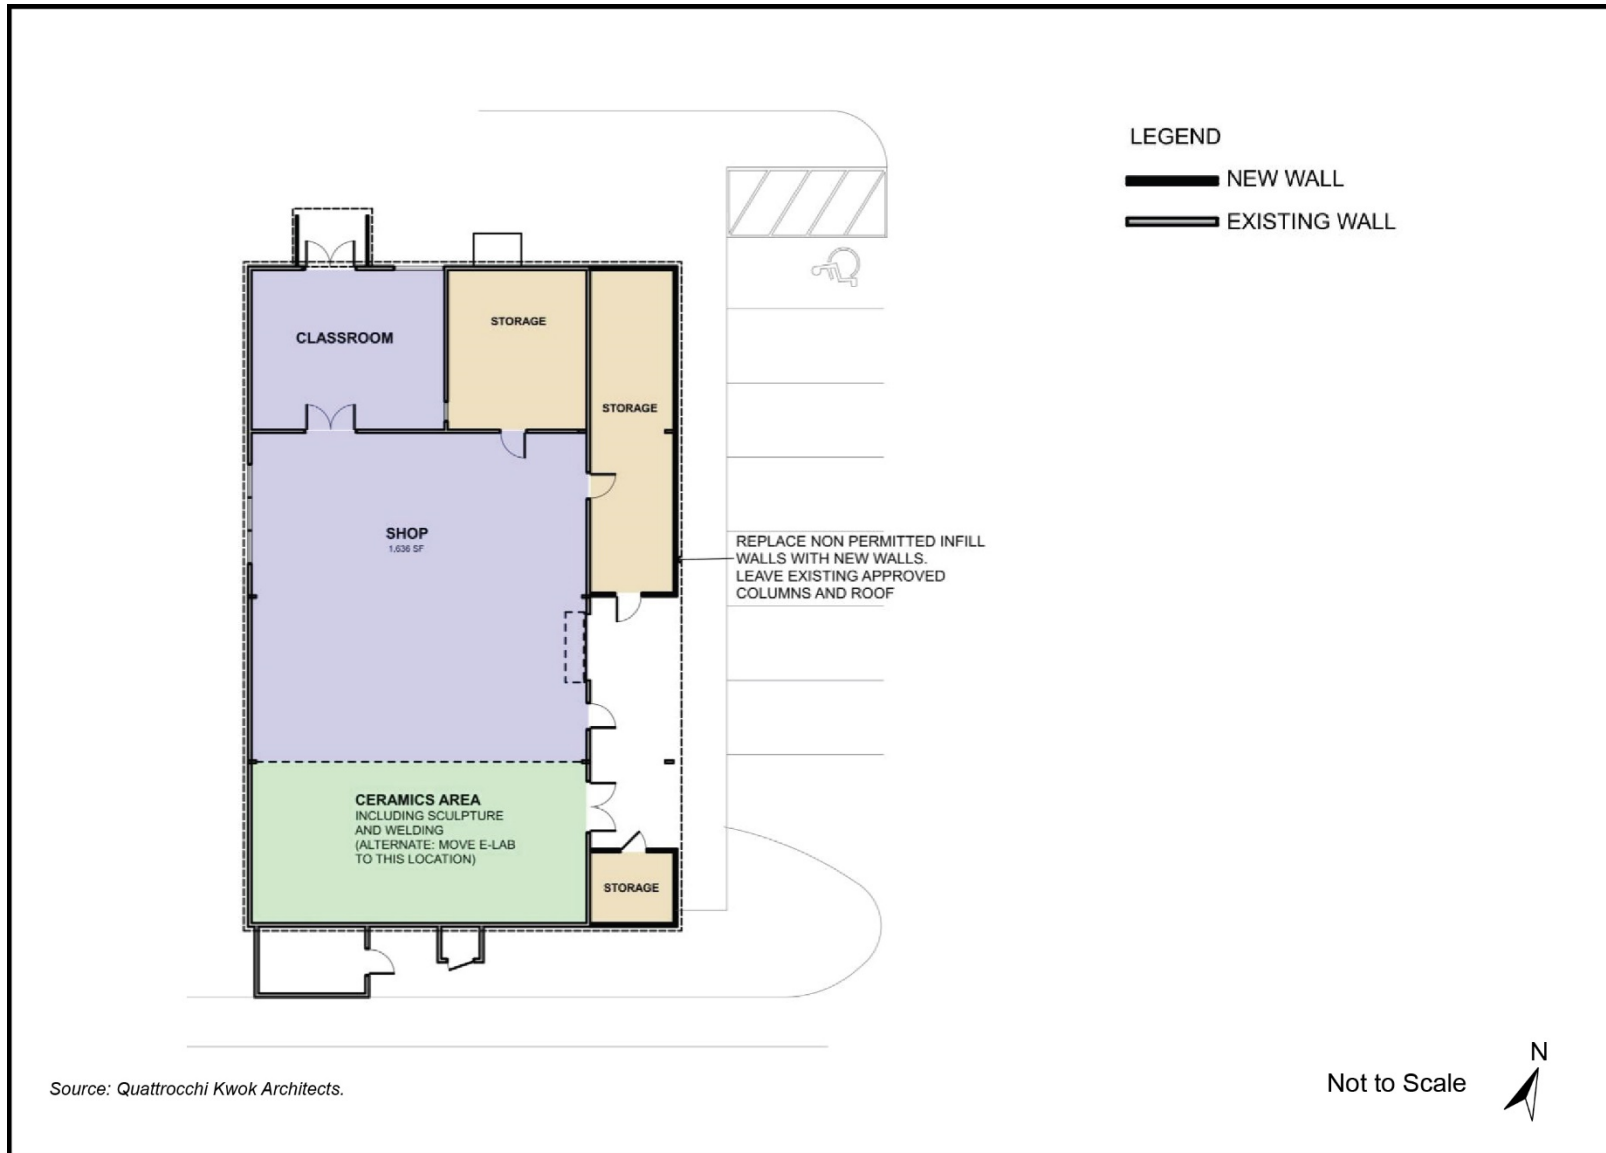 LEGEND
NEW WALL
EXISTING WALL
CLASSROOM
STORAGE
STORAGE
SHOP
1,636 SF
REPLACE NON PERMITTED INFILL
WALLS WITH NEW WALLS.
LEAVE EXISTING APPROVED
COLUMNS AND ROOF
CERAMICS AREA
INCLUDING SCULPTURE
AND WELDING
(ALTERNATE: MOVE E-LAB
TO THIS LOCATION)
STORAGE
Source: Quattrocchi Kwok Architects.
Not to Scale
N